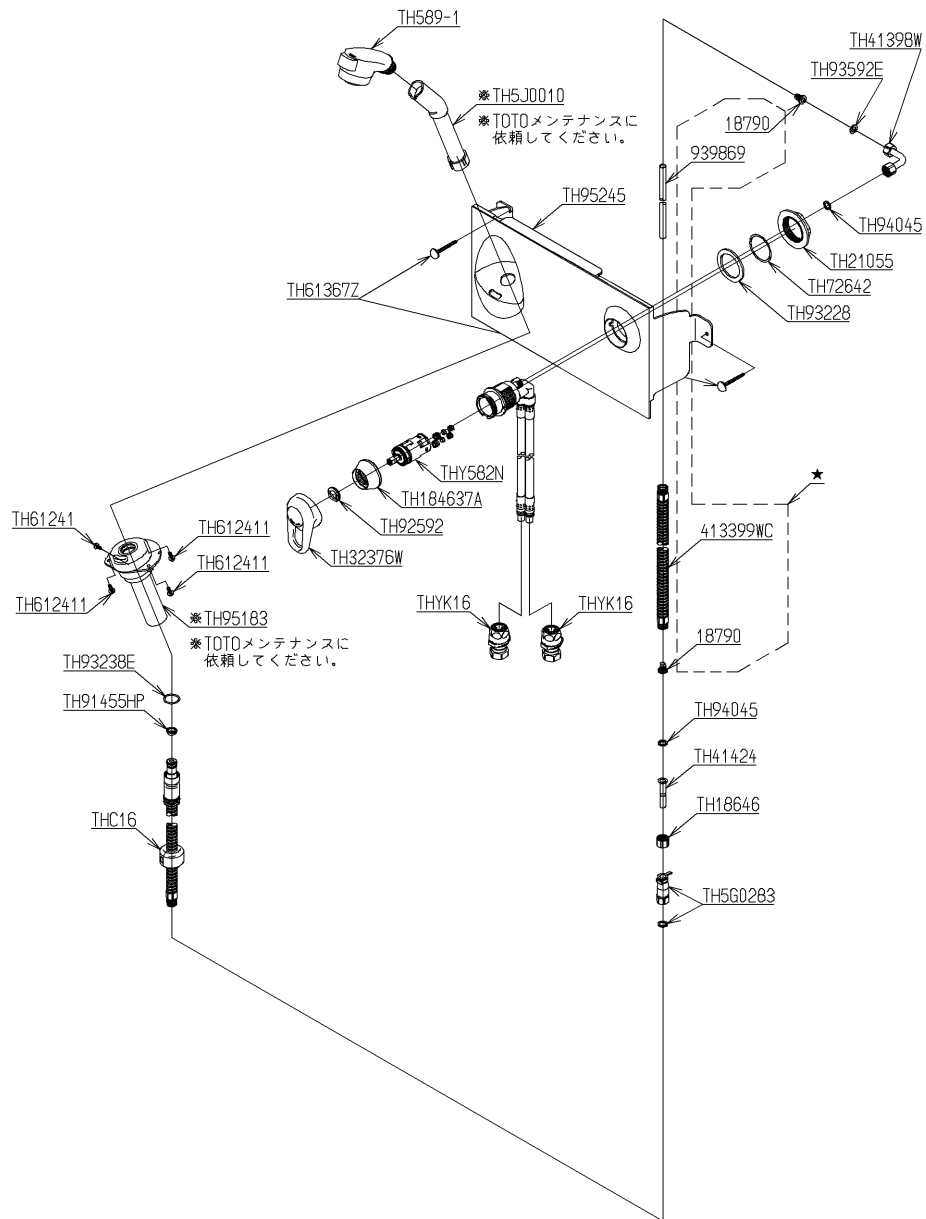 TH589-1
TH41398W
TH93592E
※TH5J0010
18790
※TOTOメンテナンスに
依頼してください。
939869
TH95245
TH94045
TH21055
TH61367Z
TH72642
TH93228
THY582N
★
TH184637A
TH61241
TH612411
TH92592
413399WC
TH32376W
TH612411
TH612411
THYK16
THYK16
※TH95183
18790
※TOTOメンテナンスに
依頼してください。
TH93238E
TH91455HP
TH94045
TH41424
THC16
TH18646
TH5G0283